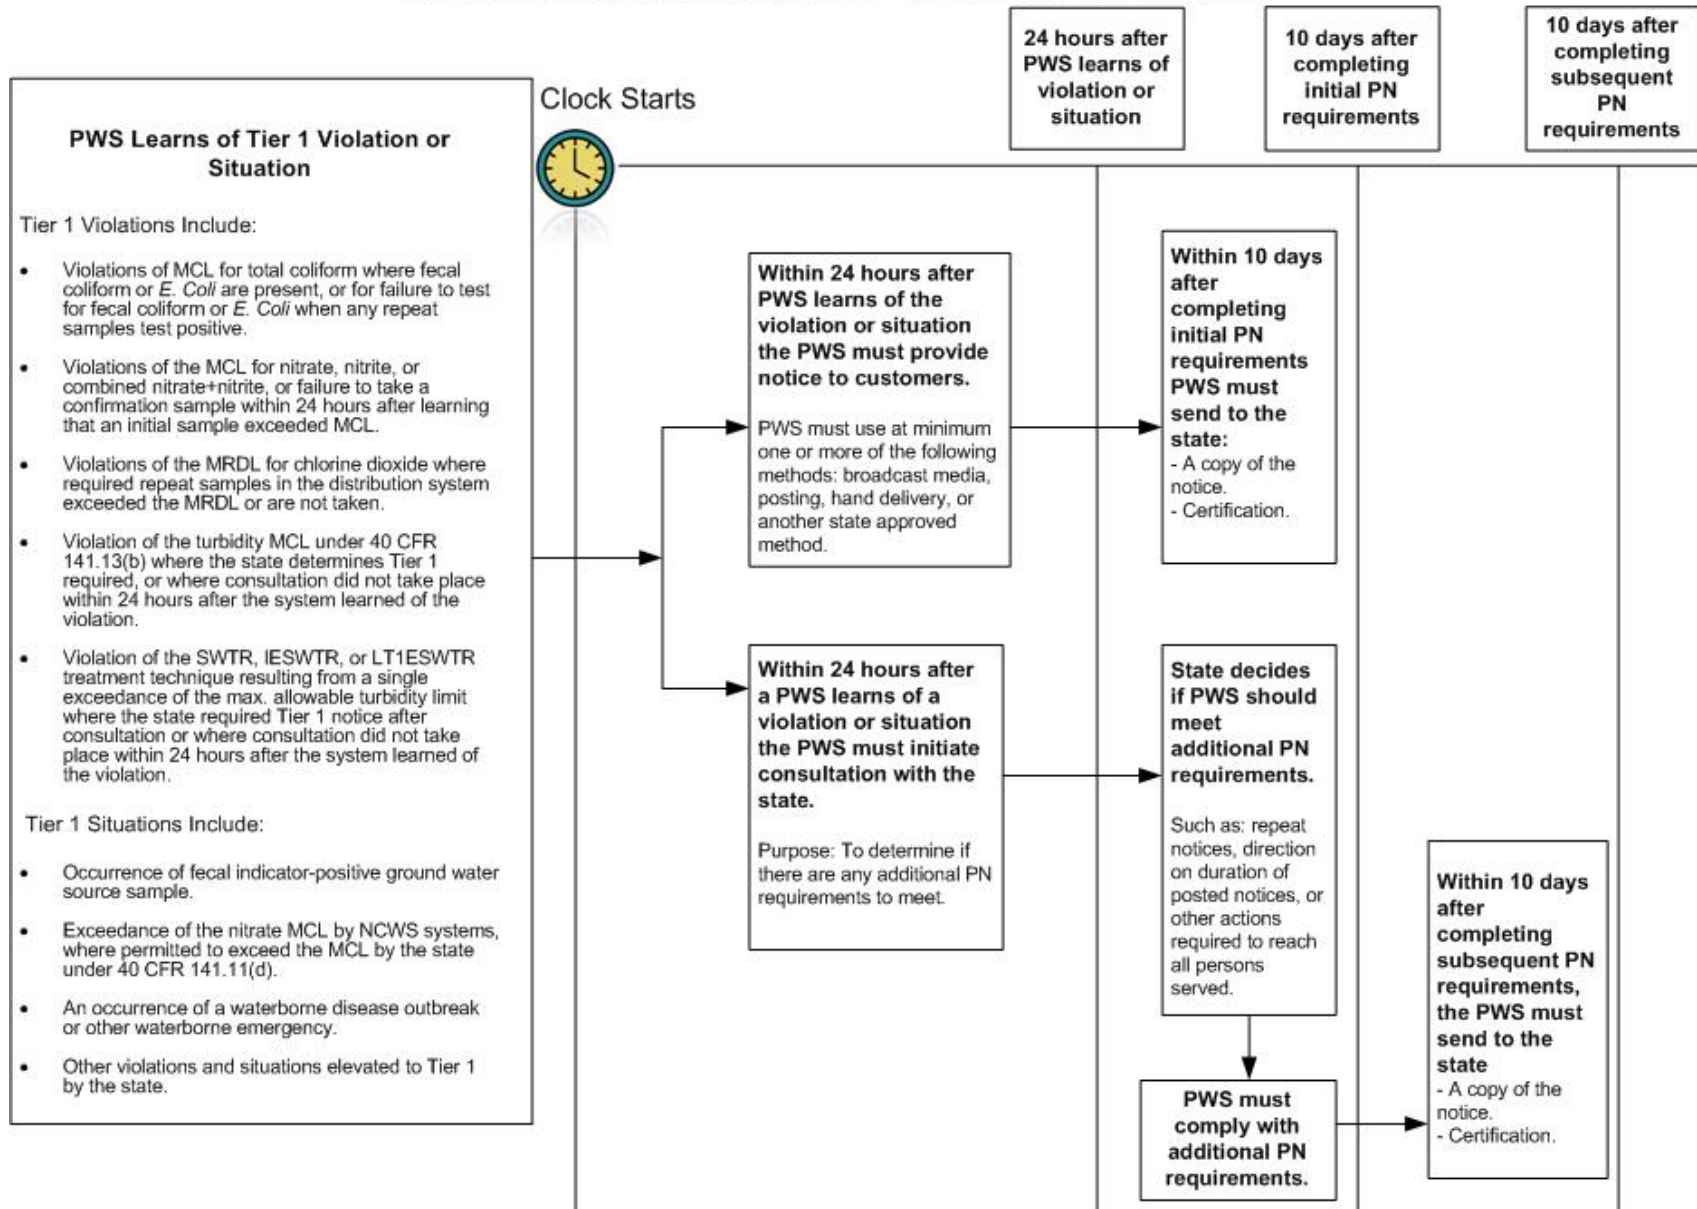 24 hours after
PWS learns of
violation or
situation
10 days after
completing
initial PN
requirements
10 days after
completing
subsequent
PN
requirements
Clock Starts
PWS Learns of Tier 1 Violation or
Situation
Tier 1 Violations Include:
• Violations of MCL for total coliform where fecal
coliform or E. Coli are present, or for failure to test
for fecal coliform or E. Coli when any repeat
samples test positive.
• Violations of the MCL for nitrate, nitrite, or
combined nitrate+nitrite, or failure to take a
confirmation sample within 24 hours after learning
that an initial sample exceeded MCL.
• Violations of the MRDL for chlorine dioxide where
required repeat samples in the distribution system
exceeded the MRDL or are not taken.
• Violation of the turbidity MCL under 40 CFR
141.13(b) where the state determines Tier 1
required, or where consultation did not take place
within 24 hours after the system learned of the
violation.
• Violation of the SWTR, IESWTR, or LT1ESWTR
treatment technique resulting from a single
exceedance of the max. allowable turbidity limit
where the state required Tier 1 notice after
consultation or where consultation did not take
place within 24 hours after the system learned of
the violation.
Tier 1 Situations Include:
• Occurrence of fecal indicator-positive ground water
source sample.
• Exceedance of the nitrate MCL by NCWS systems,
where permitted to exceed the MCL by the state
under 40 CFR 141.11(d).
• An occurrence of a waterborne disease outbreak
or other waterborne emergency.
• Other violations and situations elevated to Tier 1
by the state.
Within 24 hours after
PWS learns of the
violation or situation
the PWS must provide
notice to customers.
PWS must use at minimum
one or more of the following
methods: broadcast media,
posting, hand delivery, or
another state approved
method.
Within 10 days
after
completing
initial PN
requirements
PWS must
send to the
state:
- A copy of the
notice.
- Certification.
Within 24 hours after
a PWS learns of a
violation or situation
the PWS must initiate
consultation with the
state.
Purpose: To determine if
there are any additional PN
requirements to meet.
State decides
if PWS should
meet
additional PN
requirements.
Such as: repeat
notices, direction
on duration of
posted notices, or
other actions
required to reach
all persons
served.
PWS must
comply with
additional PN
requirements.
Within 10 days
after
completing
subsequent PN
requirements,
the PWS must
send to the
state
- A copy of the
notice.
- Certification.